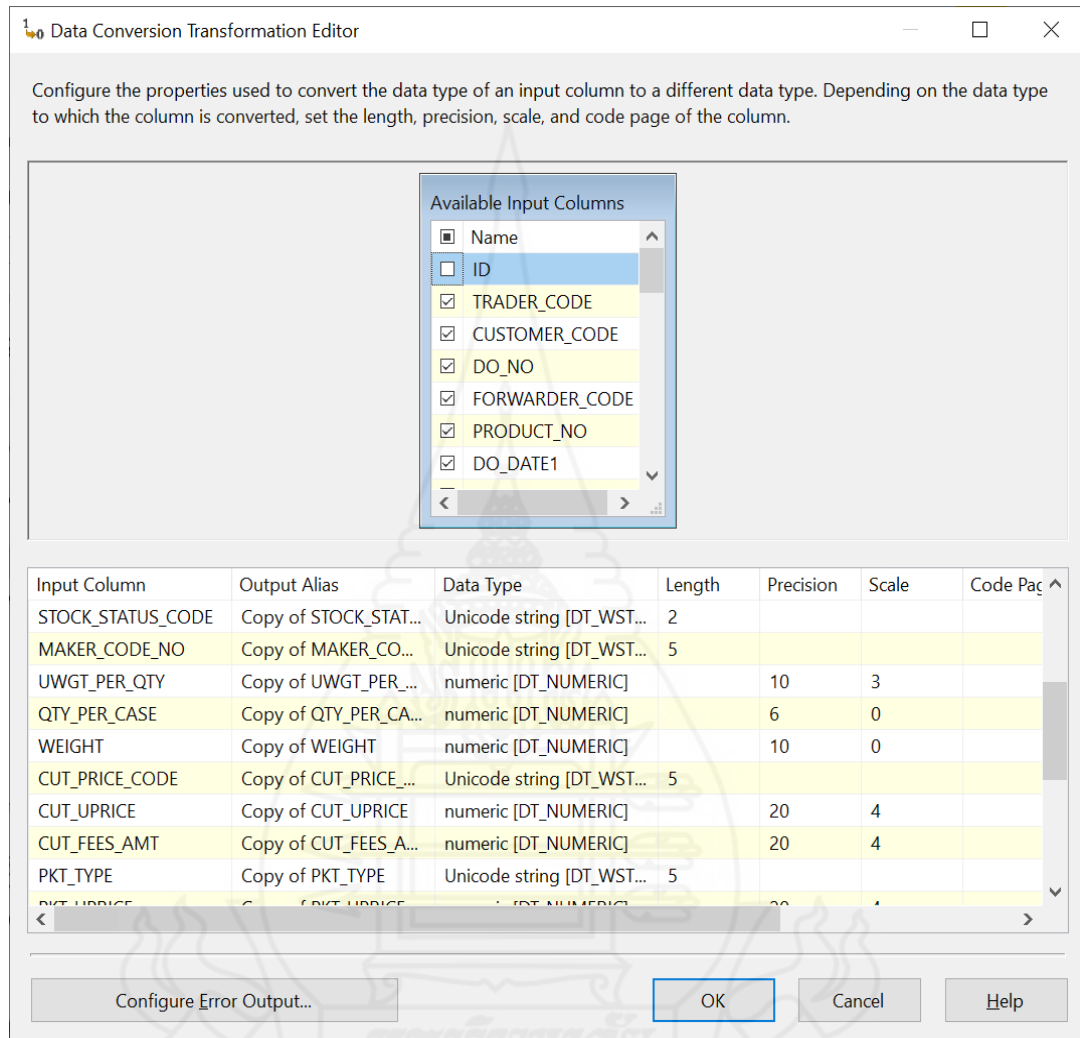 Data Conversion Transformation Editor
Configure the properties used to convert the data type of an input column to a different data type. Depending on the data type
to which the column is converted, set the length, precision, scale, and code page of the column.
Available Input Columns
Name
ID
TRADER_CODE
CUSTOMER_CODE
DO_NO
FORWARDER_CODE
PRODUCT_NO
DO_DATE1
Input Column Output Alias Data Type Length Precision Scale Code Pag
STOCK_STATUS_CODE Copy of STOCK_STAT... Unicode string [DT_WST... 2
MAKER_CODE_NO Copy of MAKER_CO... Unicode string [DT_WST... 5
UWGT_PER_QTY Copy of UWGT_PER_... numeric [DT_NUMERIC] 10 3
QTY_PER_CASE Copy of QTY_PER_CA... numeric [DT_NUMERIC] 6 0
WEIGHT Copy of WEIGHT numeric [DT_NUMERIC] 10 0
CUT_PRICE_CODE Copy of CUT_PRICE_... Unicode string [DT_WST... 5
CUT_UPRICE Copy of CUT_UPRICE numeric [DT_NUMERIC] 20 4
CUT_FEES_AMT Copy of CUT_FEES_A... numeric [DT_NUMERIC] 20 4
PKT_TYPE Copy of PKT_TYPE Unicode string [DT_WST... 5
Configure Error Output... OK Cancel Help